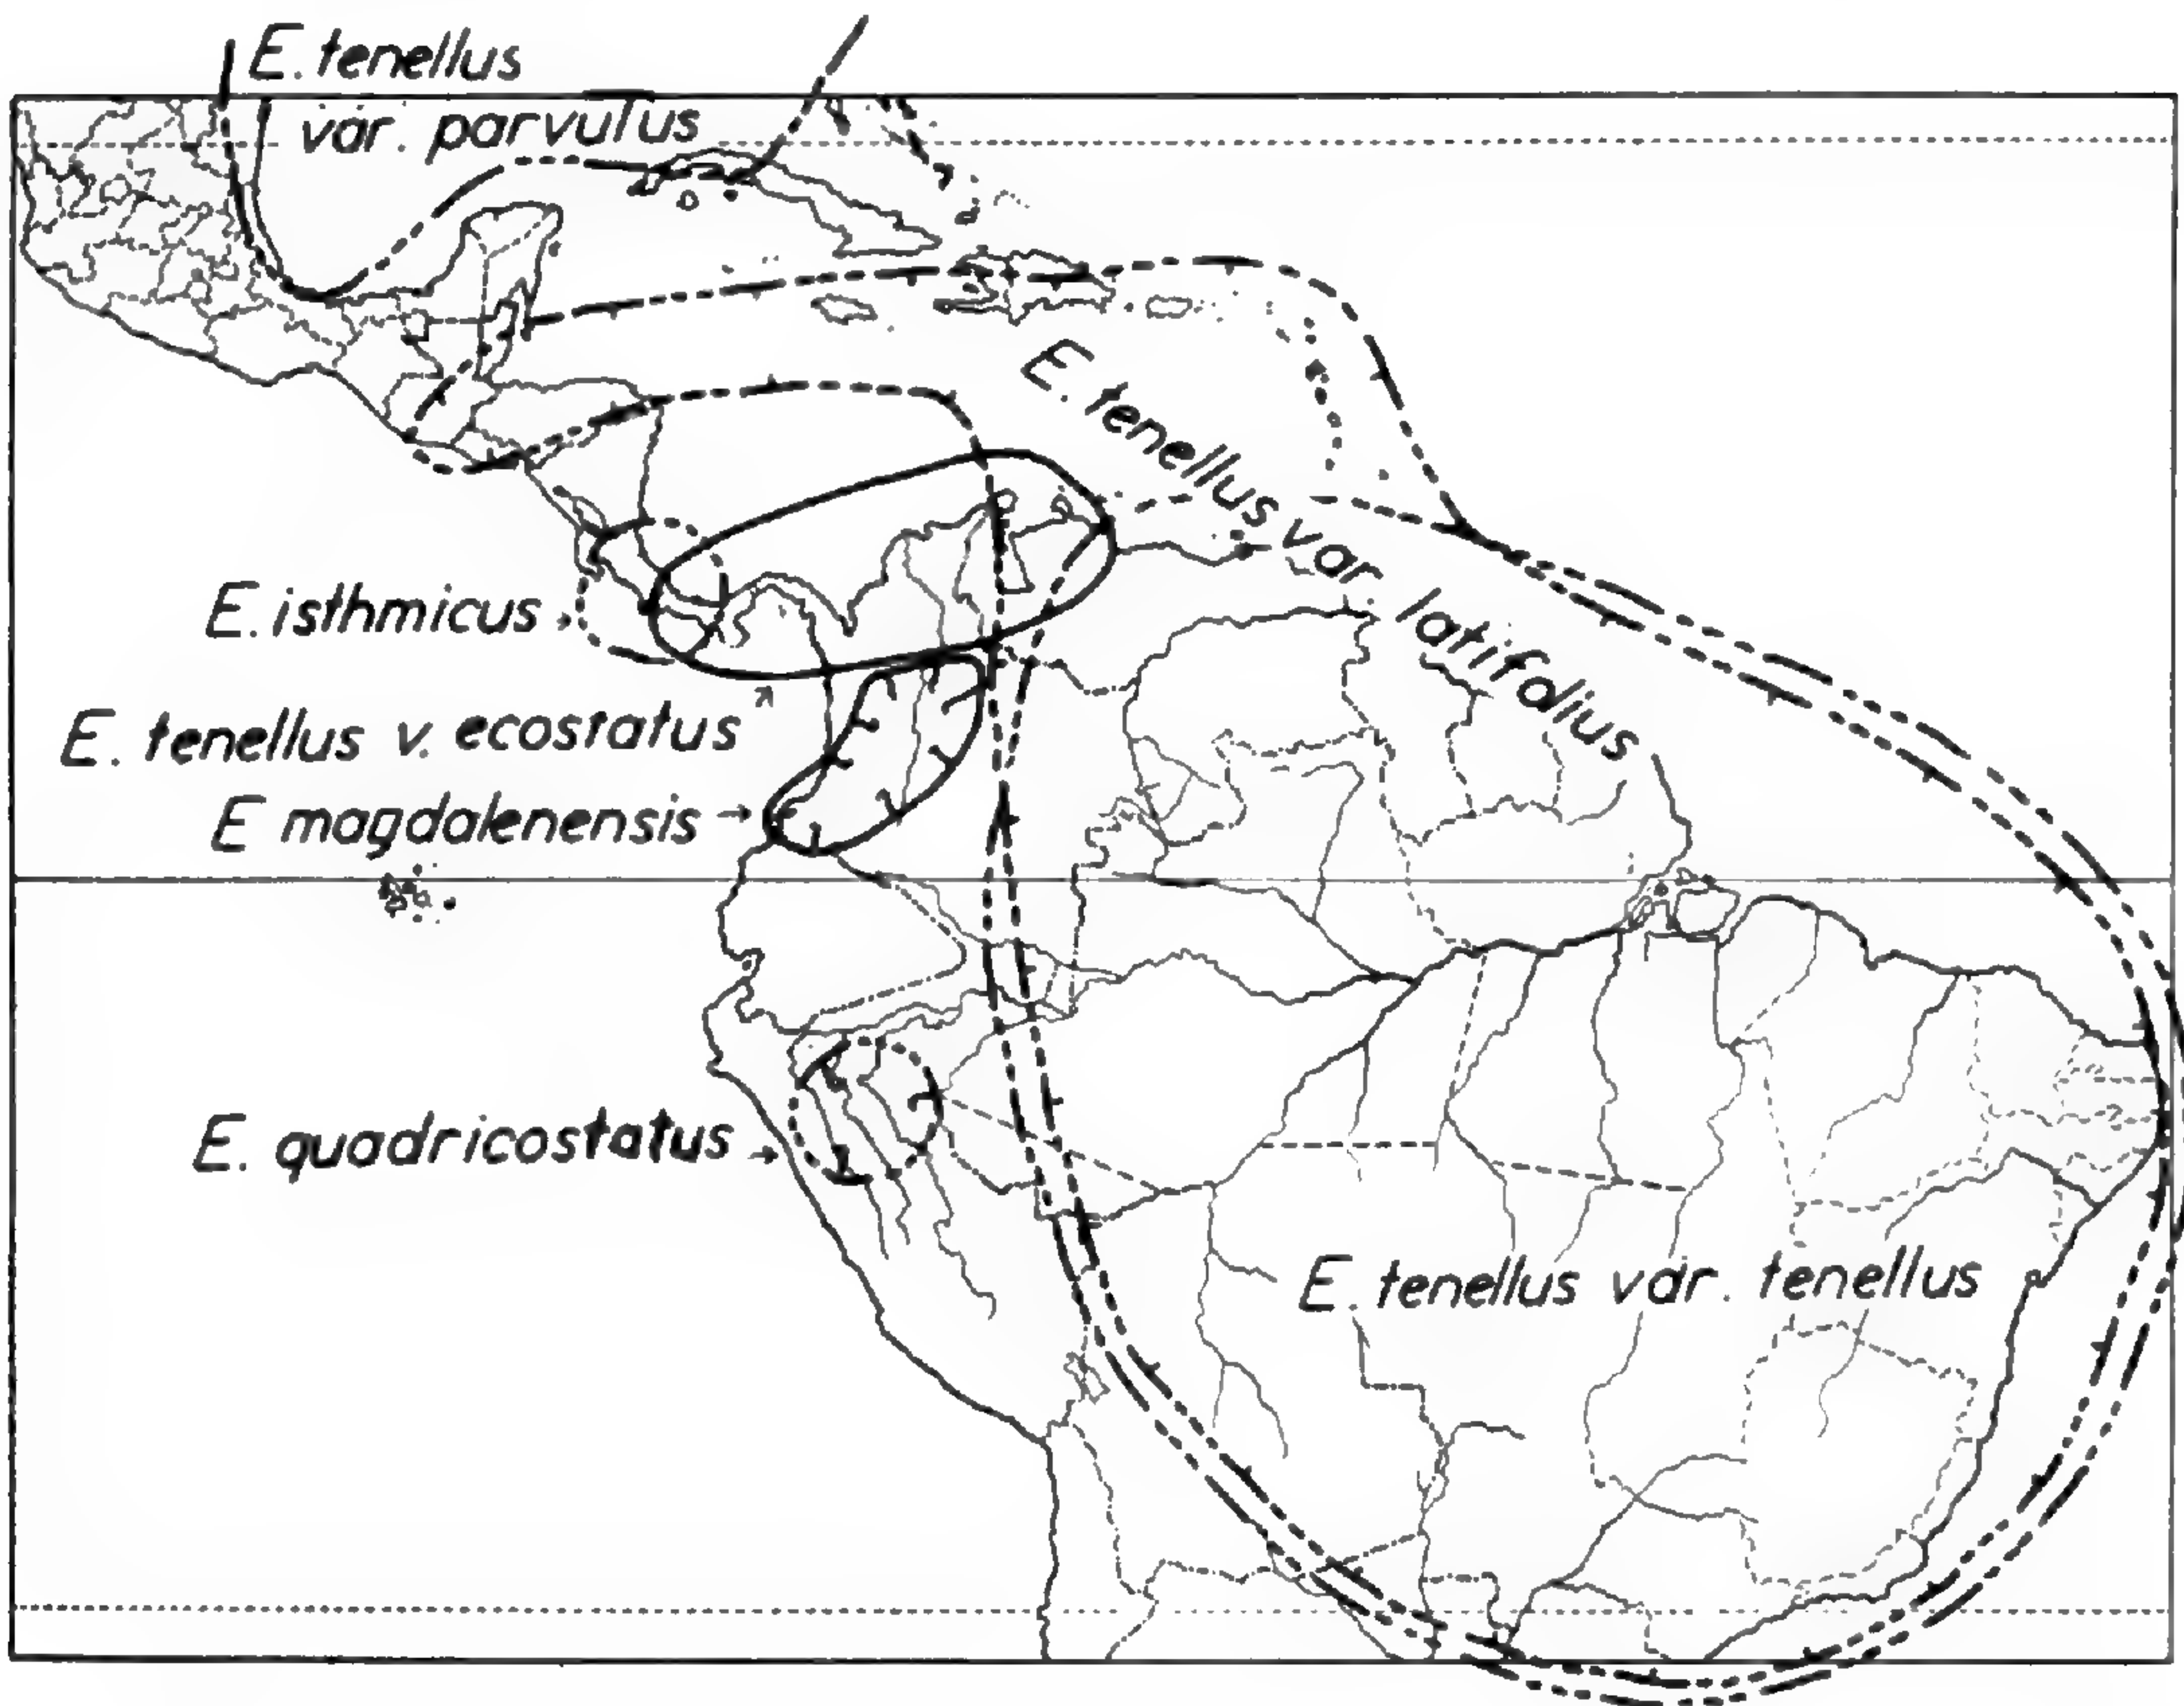 E. tenellus
var. parvulus
E. tenellus var. latifolius
E. isthmicus
E. tenellus v. ecostatus
E magdalenensis
E. quadricostatus
E. tenellus var. tenellus